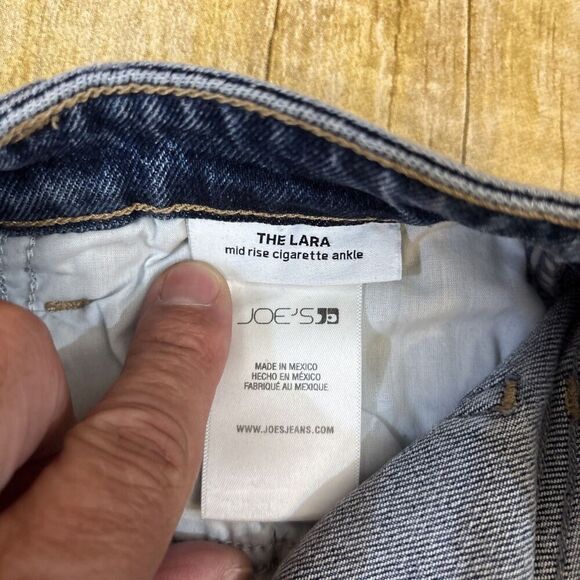 THE LARA
mid rise cigarette ankle
JOE'S
MADE IN MEXICO
HECHO EN MÉXICO
FABRIQUÉ AU MEXIQUE
WWW.JOESJEANS.COM